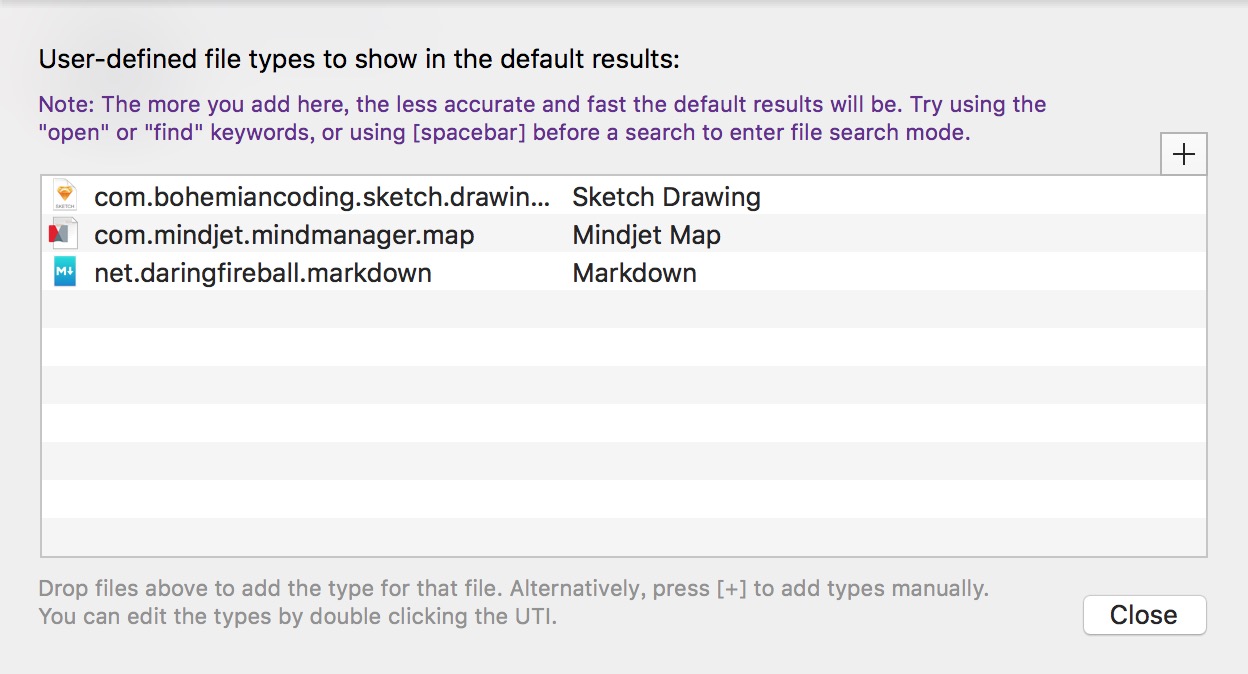 User-defined file types to show in the default results:
Note: The more you add here, the less accurate and fast the default results will be. Try using the
"open" or "find" keywords, or using [spacebar] before a search to enter file search mode.
+
SKETCH
com.bohemiancoding.sketch.drawin... Sketch Drawing
com.mindjet.mindmanager.map Mindjet Map
M↓ net.daringfireball.markdown Markdown
Drop files above to add the type for that file. Alternatively, press [+] to add types manually.
You can edit the types by double clicking the UTI.
Close